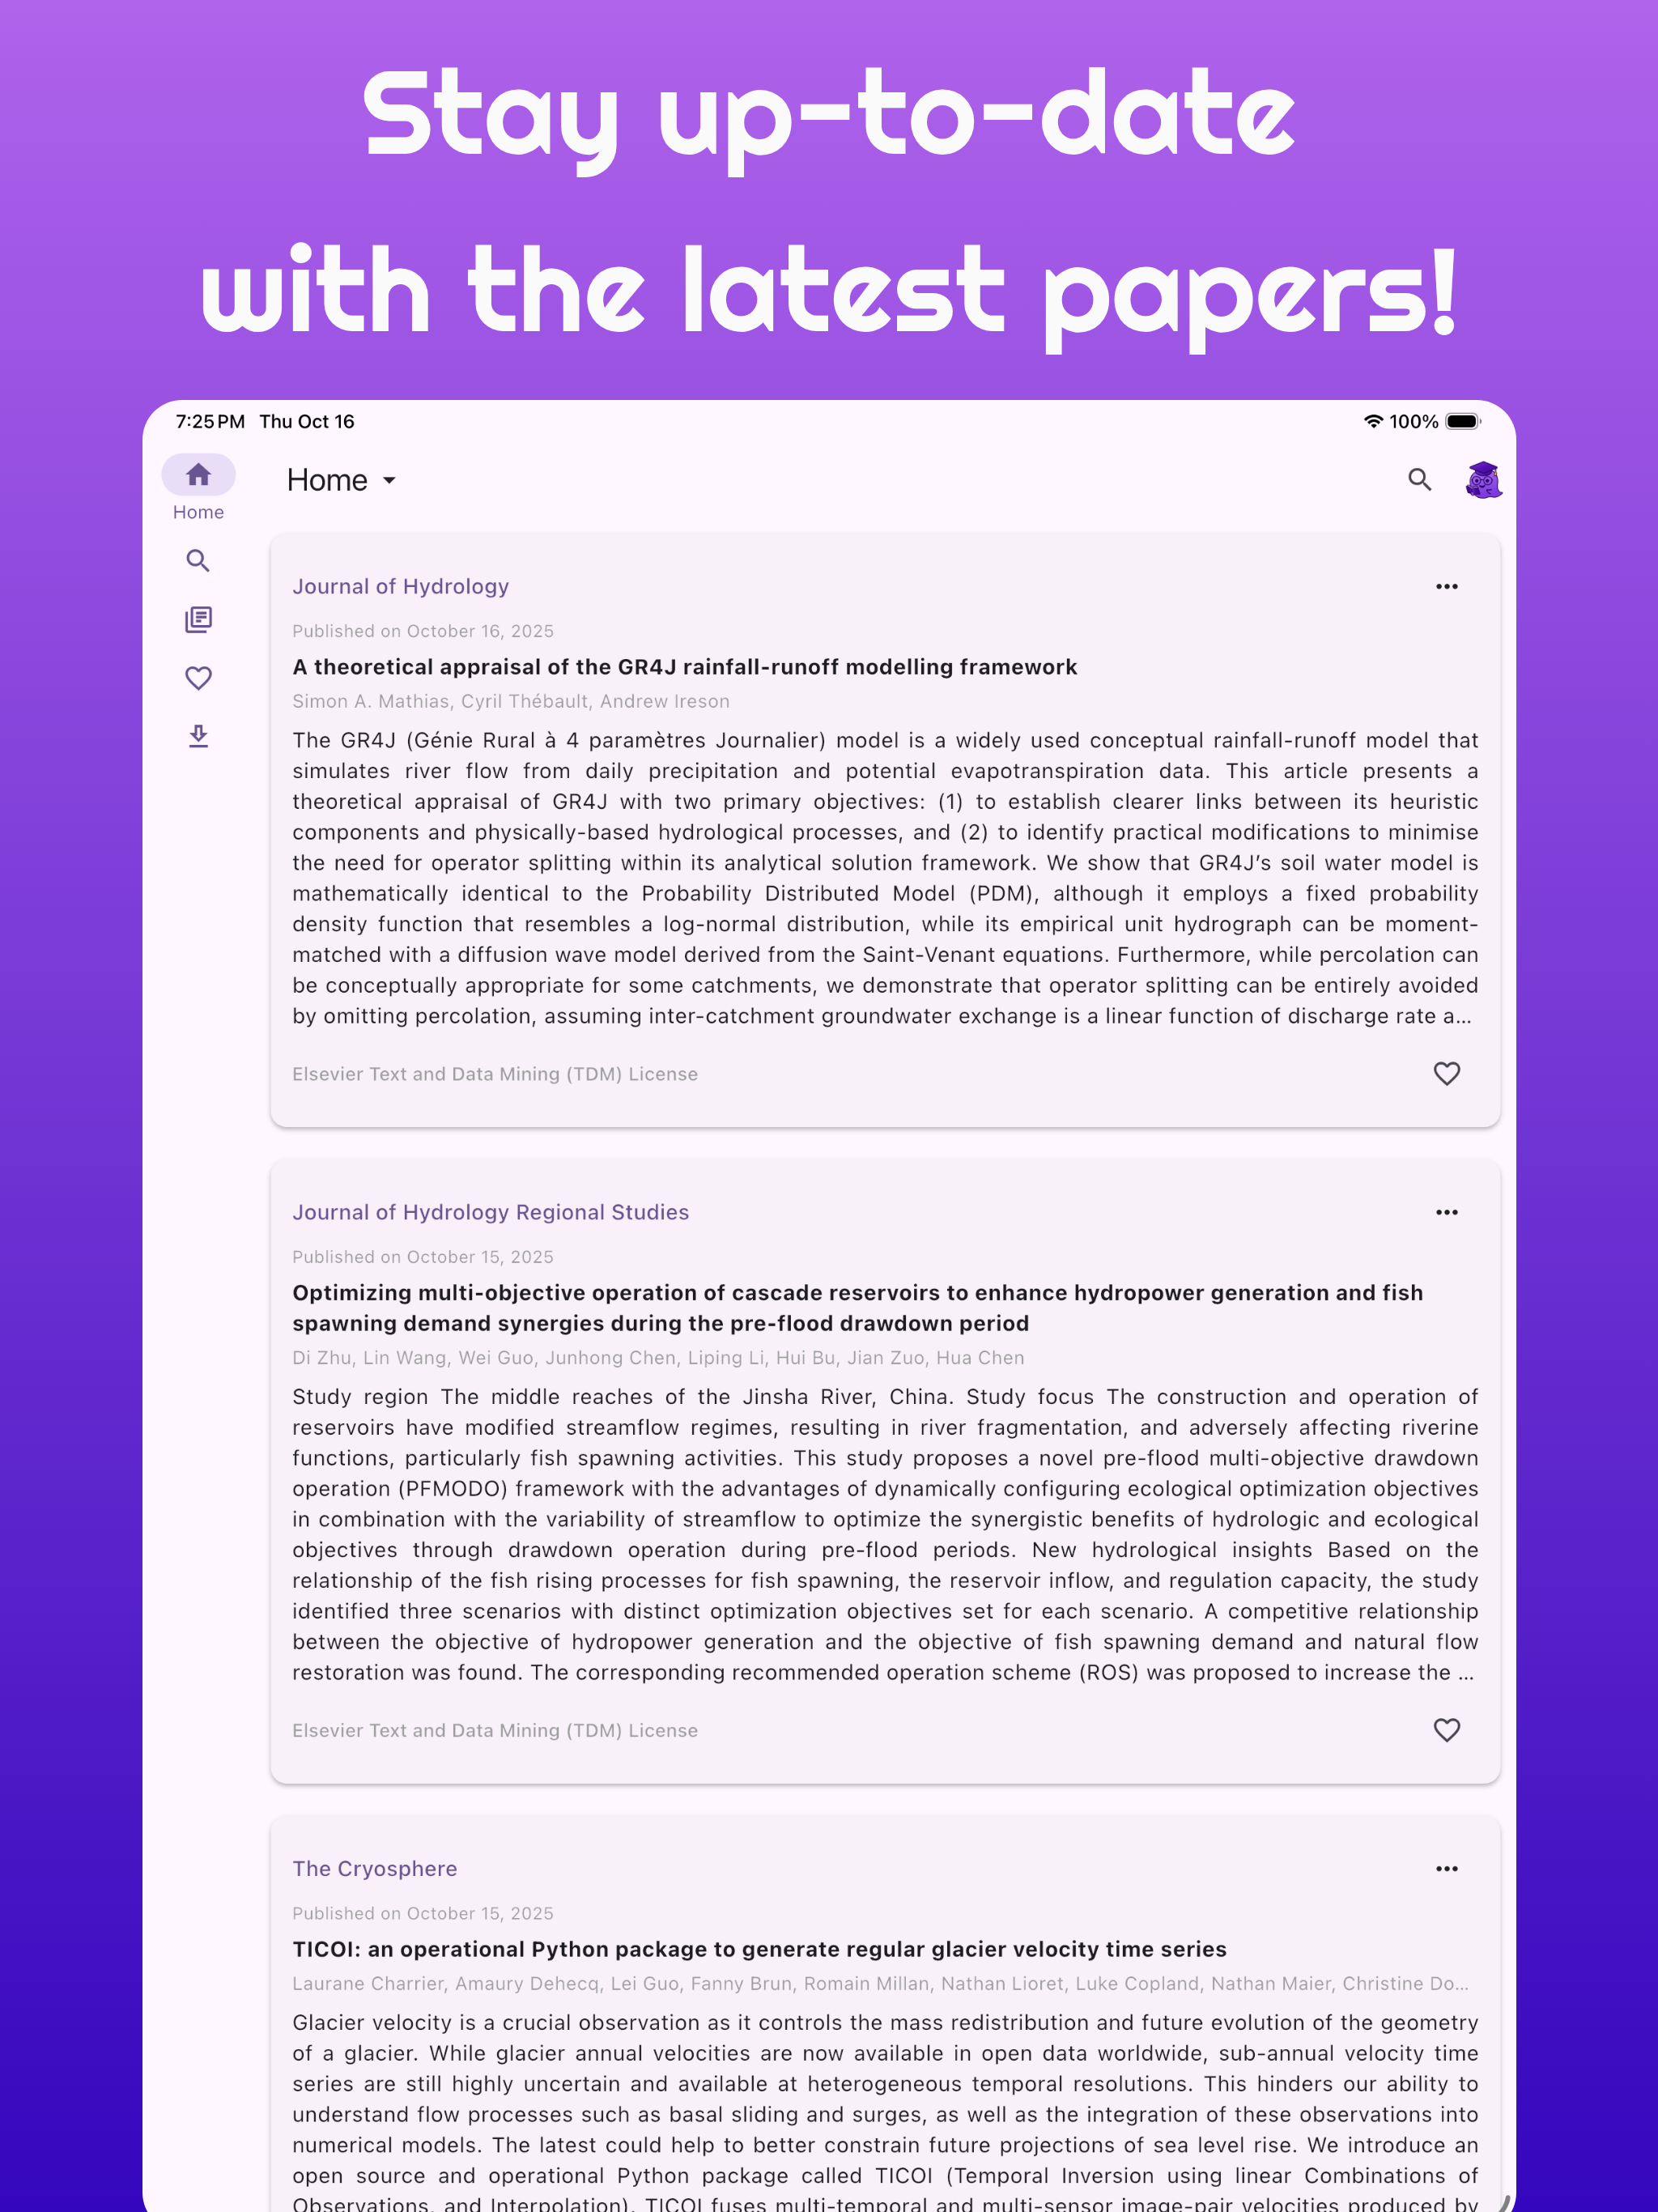 Stay up-to-date
with the latest papers!
7:25 PM Thu Oct 16
100%
Home
Home
Journal of Hydrology
Published on October 16, 2025
A theoretical appraisal of the GR4J rainfall-runoff modelling framework
Simon A. Mathias, Cyril Thébault, Andrew Ireson
The GR4J (Génie Rural à 4 paramètres Journalier) model is a widely used conceptual rainfall-runoff model that
simulates river flow from daily precipitation and potential evapotranspiration data. This article presents a
theoretical appraisal of GR4J with two primary objectives: (1) to establish clearer links between its heuristic
components and physically-based hydrological processes, and (2) to identify practical modifications to minimise
the need for operator splitting within its analytical solution framework. We show that GR4J’s soil water model is
mathematically identical to the Probability Distributed Model (PDM), although it employs a fixed probability
density function that resembles a log-normal distribution, while its empirical unit hydrograph can be moment-
matched with a diffusion wave model derived from the Saint-Venant equations. Furthermore, while percolation can
be conceptually appropriate for some catchments, we demonstrate that operator splitting can be entirely avoided
by omitting percolation, assuming inter-catchment groundwater exchange is a linear function of discharge rate a...
Elsevier Text and Data Mining (TDM) License
Journal of Hydrology Regional Studies
Published on October 15, 2025
Optimizing multi-objective operation of cascade reservoirs to enhance hydropower generation and fish
spawning demand synergies during the pre-flood drawdown period
Di Zhu, Lin Wang, Wei Guo, Junhong Chen, Liping Li, Hui Bu, Jian Zuo, Hua Chen
Study region The middle reaches of the Jinsha River, China. Study focus The construction and operation of
reservoirs have modified streamflow regimes, resulting in river fragmentation, and adversely affecting riverine
functions, particularly fish spawning activities. This study proposes a novel pre-flood multi-objective drawdown
operation (PFMODO) framework with the advantages of dynamically configuring ecological optimization objectives
in combination with the variability of streamflow to optimize the synergistic benefits of hydrologic and ecological
objectives through drawdown operation during pre-flood periods. New hydrological insights Based on the
relationship of the fish rising processes for fish spawning, the reservoir inflow, and regulation capacity, the study
identified three scenarios with distinct optimization objectives set for each scenario. A competitive relationship
between the objective of hydropower generation and the objective of fish spawning demand and natural flow
restoration was found. The corresponding recommended operation scheme (ROS) was proposed to increase the ...
Elsevier Text and Data Mining (TDM) License
The Cryosphere
Published on October 15, 2025
TICOI: an operational Python package to generate regular glacier velocity time series
Laurane Charrier, Amaury Dehecq, Lei Guo, Fanny Brun, Romain Millan, Nathan Lioret, Luke Copland, Nathan Maier, Christine Do...
Glacier velocity is a crucial observation as it controls the mass redistribution and future evolution of the geometry
of a glacier. While glacier annual velocities are now available in open data worldwide, sub-annual velocity time
series are still highly uncertain and available at heterogeneous temporal resolutions. This hinders our ability to
understand flow processes such as basal sliding and surges, as well as the integration of these observations into
numerical models. The latest could help to better constrain future projections of sea level rise. We introduce an
open source and operational Python package called TICOI (Temporal Inversion using linear Combinations of
Observations, and Interpolation). TICOI fuses multi-temporal and multi-sensor image-pair velocities produced by